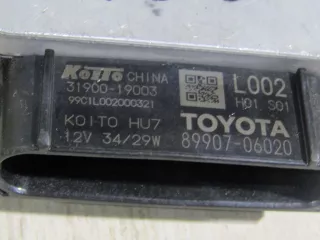 KOITO CHINA
31900-19003
99C1L002000321
KOITO HU7
12V 34/29W
L002
H01 S01
TOYOTA
89907-06020